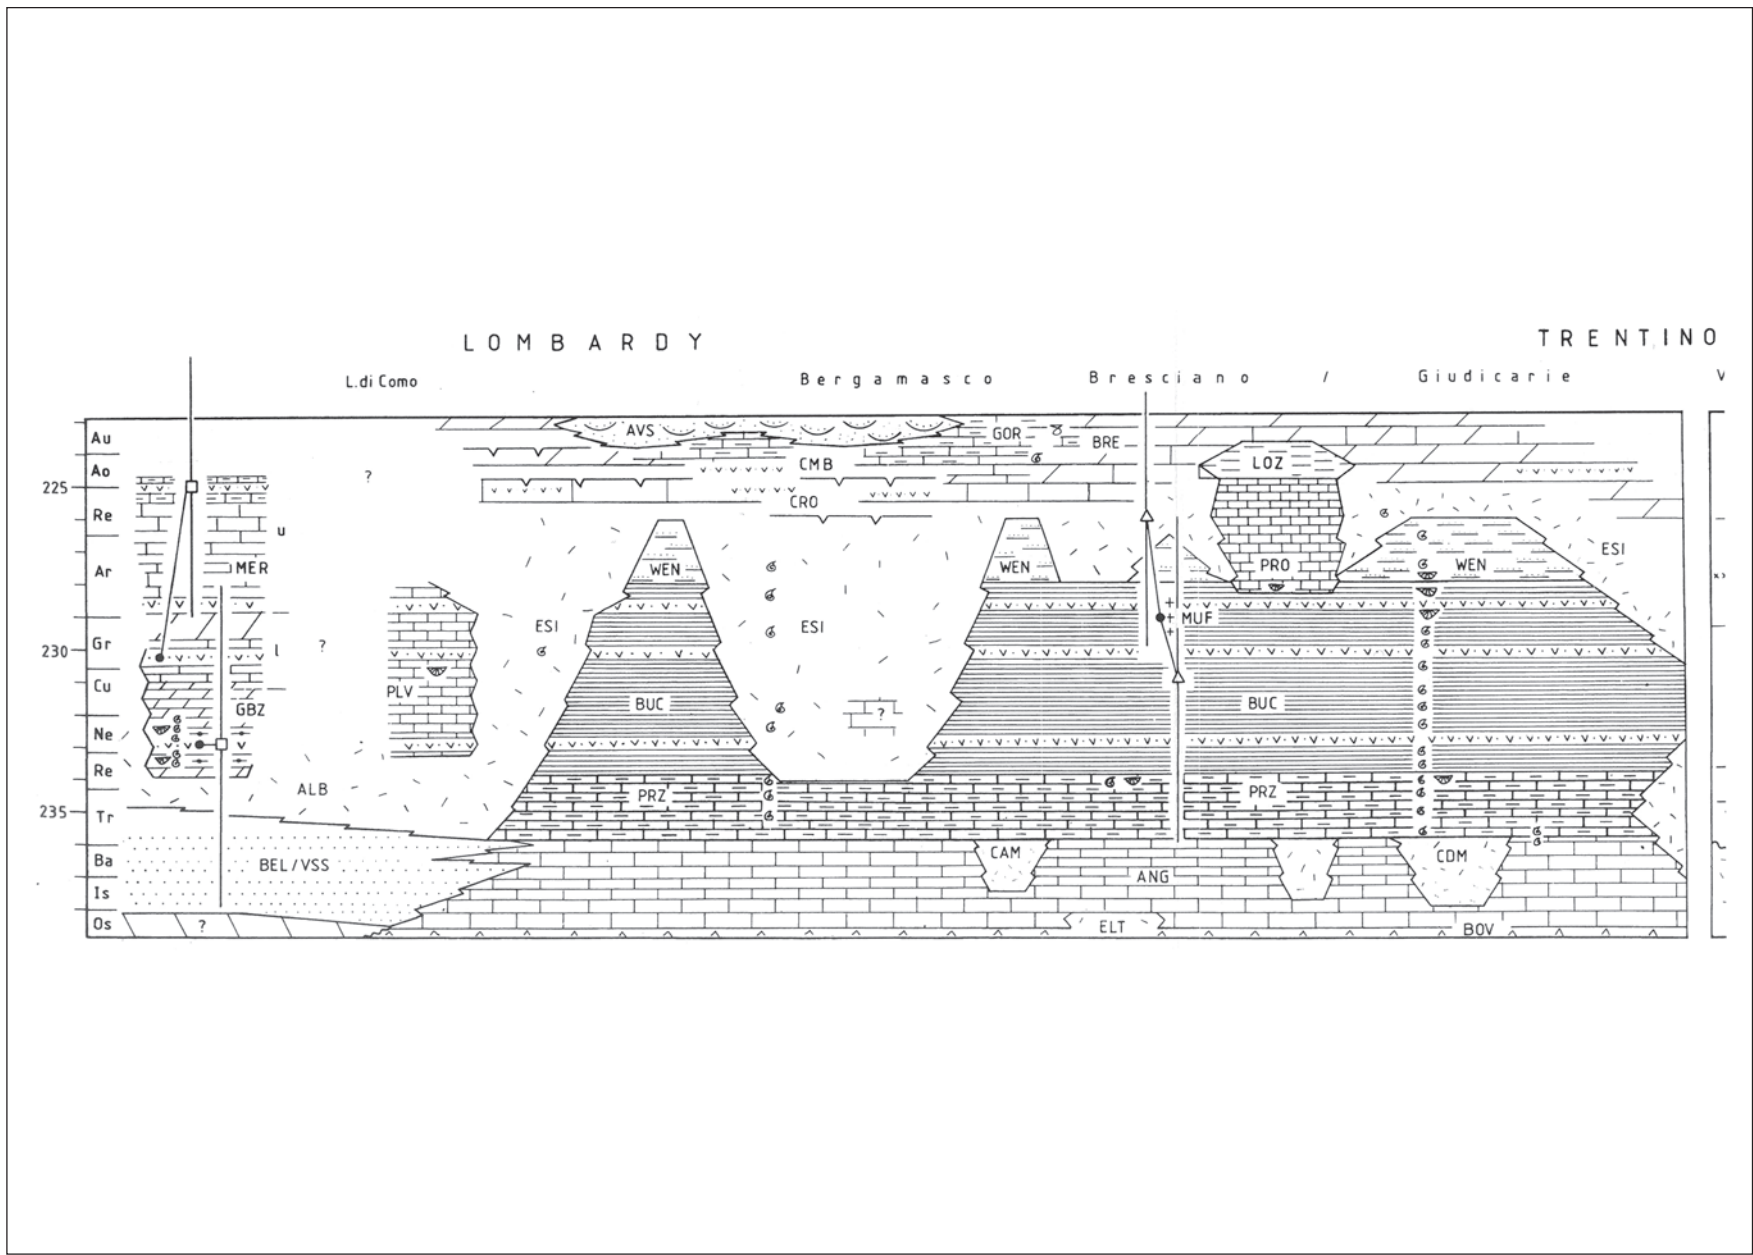 LOMBARDY TRENTINO
L.di Como Bergamasco Bresciano / Giudicarie V
Au AVS GOR BRE
Ao ? CMB LOZ
225
CRO
Re
u
ESI
Ar MER WEN WEN PRO WEN
MUF
ESI ESI
Gr ? l
230
Cu PLV
GBZ BUC ? BUC
Ne
Re
ALB PRZ PRZ
235
Tr
Ba BEL/VSS CAM CDM
ANG
Is
Os ? ELT BOV